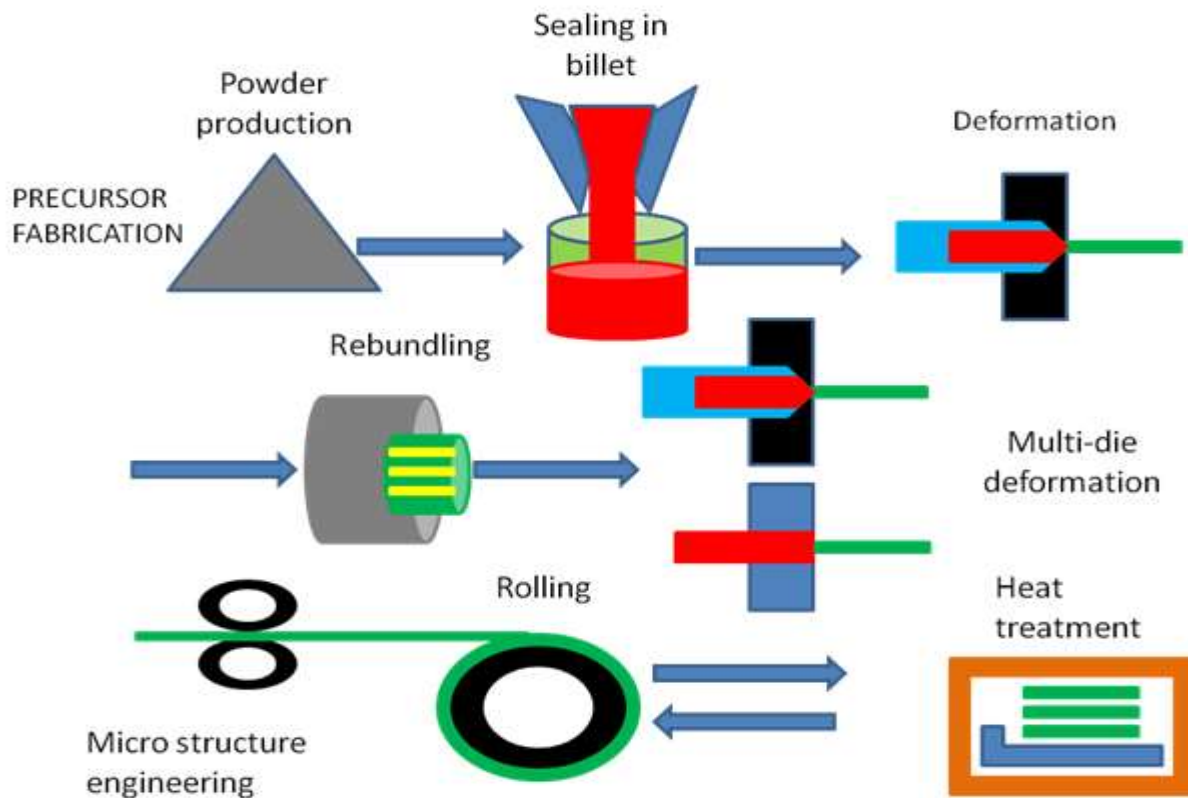 Sealing in
billet
Powder
production
Deformation
PRECURSOR
FABRICATION
Rebundling
Multi-die
deformation
Rolling
Heat
treatment
Micro structure
engineering